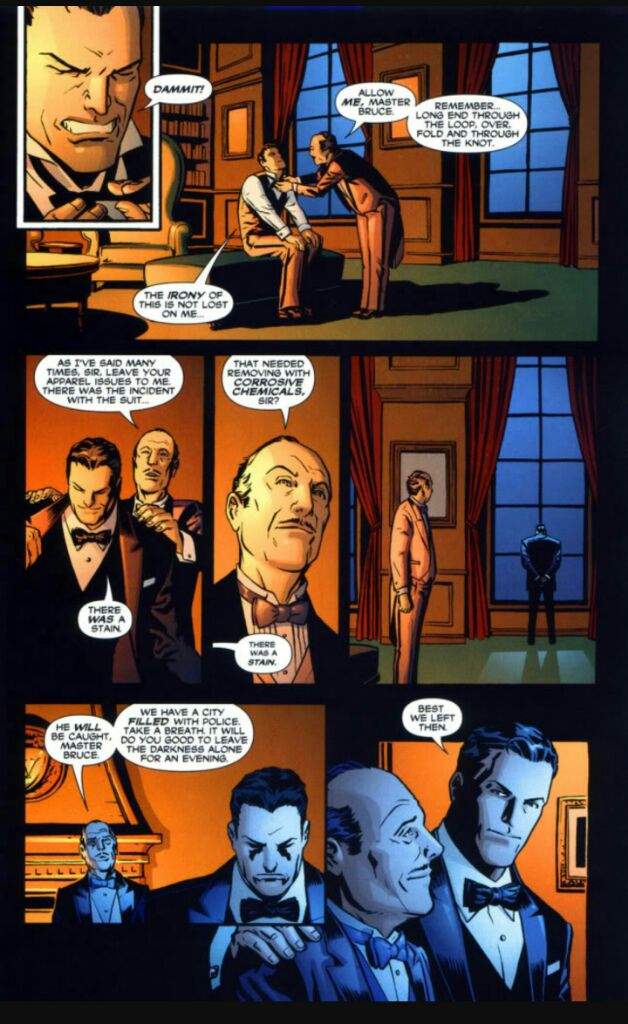 DAMMIT!
ALLOW
ME, MASTER
BRUCE.
REMEMBER...
LONG END THROUGH
THE LOOP, OVER,
FOLD AND THROUGH
THE KNOT.
THE IRONY OF
THIS IS NOT LOST
ON ME...
AS I'VE SAID MANY
TIMES, SIR, LEAVE YOUR
APPAREL ISSUES TO ME.
THERE WAS THE INCIDENT
WITH THE SUIT...
THERE
WAS A
STAIN.
THAT NEEDED
REMOVING WITH
CORROSIVE
CHEMICALS,
SIR?
THERE
WAS A
STAIN.
HE WILL
BE CAUGHT,
MASTER
BRUCE.
WE HAVE A CITY
FILLED WITH POLICE.
TAKE A BREATH. IT WILL
DO YOU GOOD TO LEAVE
THE DARKNESS ALONE
FOR AN EVENING.
BEST
WE LEFT
THEN.